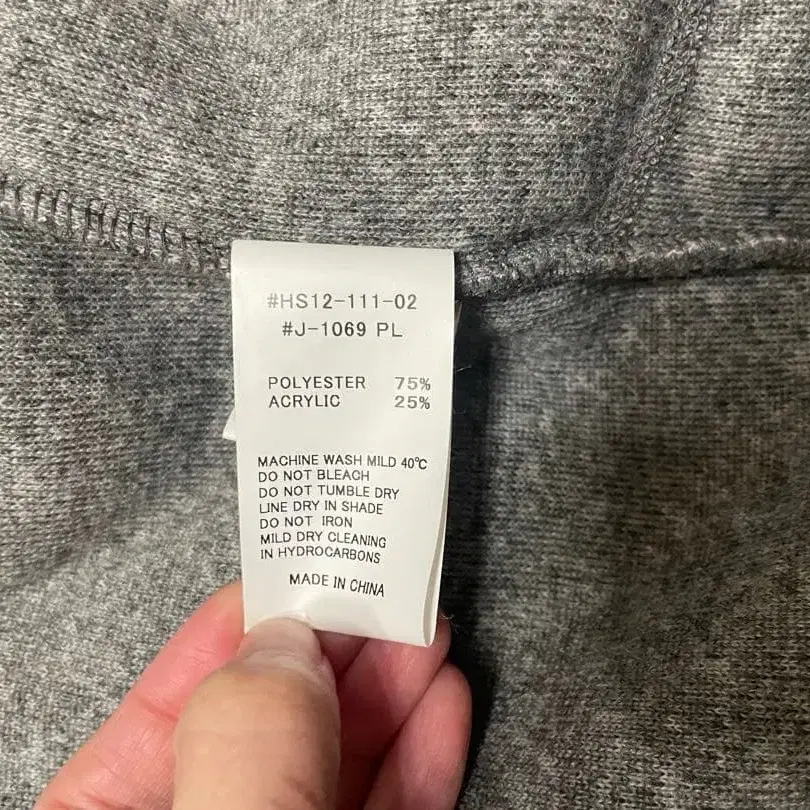 #HS12-111-02
#J-1069 PL
POLYESTER 75%
ACRYLIC 25%
MACHINE WASH MILD 40℃
DO NOT BLEACH
DO NOT TUMBLE DRY
LINE DRY IN SHADE
DO NOT IRON
MILD DRY CLEANING
IN HYDROCARBONS
MADE IN CHINA